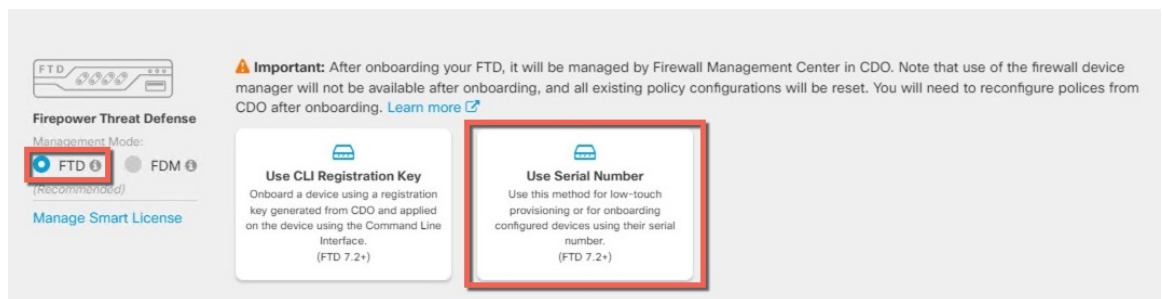 FTD
Firepower Threat Defense
Management Mode:
FTD FDM
(Recommended)
Manage Smart License
Important: After onboarding your FTD, it will be managed by Firewall Management Center in CDO. Note that use of the firewall device
manager will not be available after onboarding, and all existing policy configurations will be reset. You will need to reconfigure polices from
CDO after onboarding. Learn more
Use CLI Registration Key
Onboard a device using a registration
key generated from CDO and applied
on the device using the Command Line
Interface.
(FTD 7.2+)
Use Serial Number
Use this method for low-touch
provisioning or for onboarding
configured devices using their serial
number.
(FTD 7.2+)